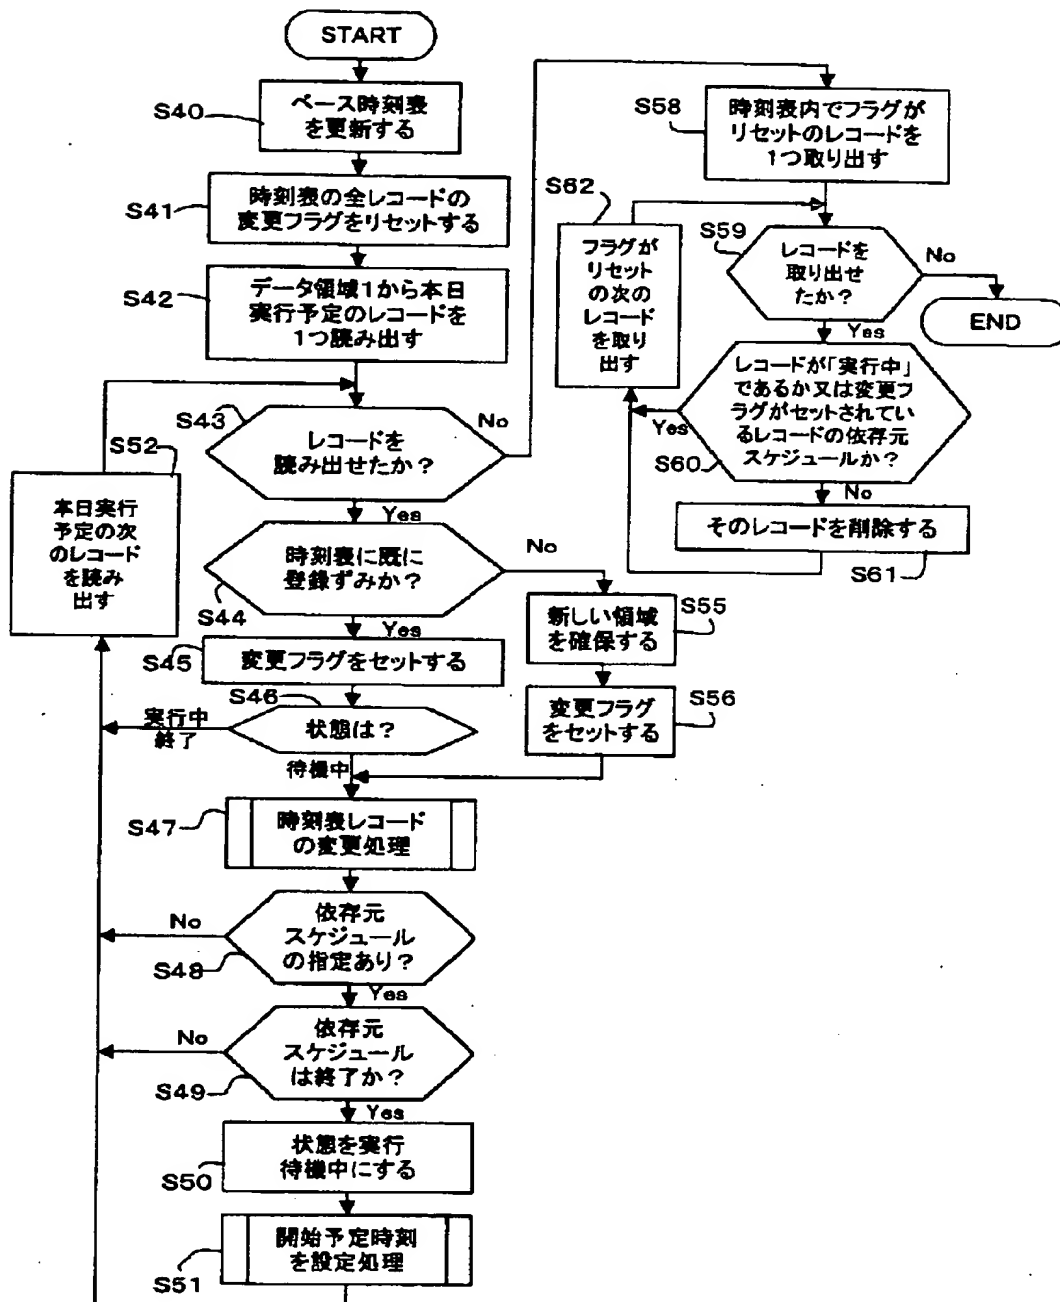 START
S40
ベース時刻表
を更新する
S41
時刻表の全レコードの
変更フラグをリセットする
S42
データ領域1から本日
実行予定のレコードを
1つ読み出す
S43
レコードを
読み出せたか？
No
Yes
S52
本日実行
予定の次
のレコード
を読み
出す
S44
時刻表に既に
登録ずみか？
No
Yes
S45
変更フラグをセットする
S46
状態は？
実行中
終了
待機中
S55
新しい領域
を確保する
S56
変更フラグ
をセットする
S47
時刻表レコード
の変更処理
S48
依存元
スケジュール
の指定あり？
No
Yes
S49
依存元
スケジュール
は終了か？
No
Yes
S50
状態を実行
待機中にする
S51
開始予定時刻
を設定処理
S58
時刻表内でフラグが
リセットのレコードを
1つ取り出す
S62
フラグが
リセット
の次の
レコード
を取り
出す
S59
レコードを
取り出せ
たか？
No
END
Yes
S60
レコードが「実行中」
であるか又は変更フ
ラグがセットされてい
るレコードの依存元
スケジュールか？
Yes
No
そのレコードを削除する
S61